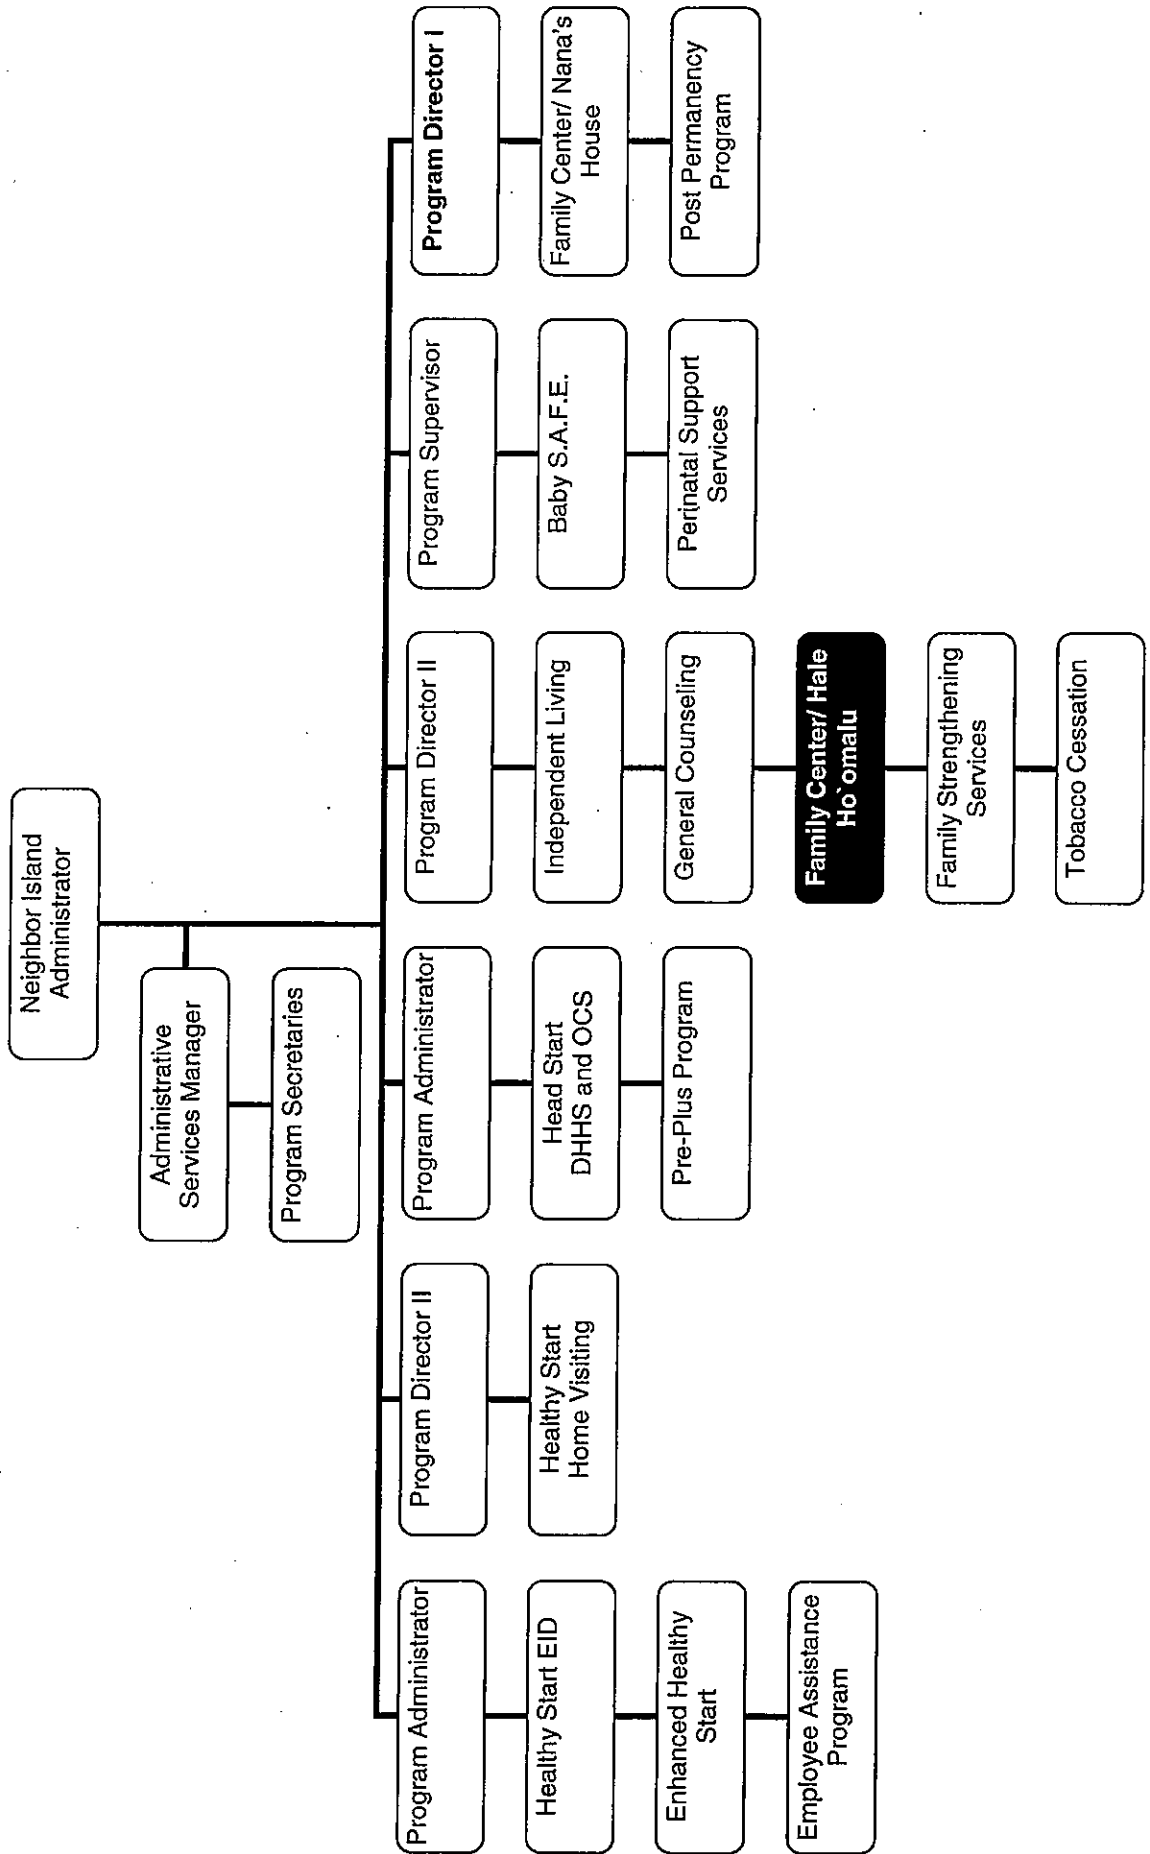 Neighbor Island
Administrator
Administrative
Services Manager
Program Secretaries
Program Administrator
Healthy Start EID
Enhanced Healthy
Start
Employee Assistance
Program
Program Director II
Healthy Start
Home Visiting
Program Administrator
Head Start
DHHS and OCS
Pre-Plus Program
Program Director II
Independent Living
General Counseling
Family Center/ Hale
Ho`omalu
Family Strengthening
Services
Tobacco Cessation
Program Supervisor
Baby S.A.F.E.
Perinatal Support
Services
Program Director I
Family Center/ Nana's
House
Post Permanency
Program